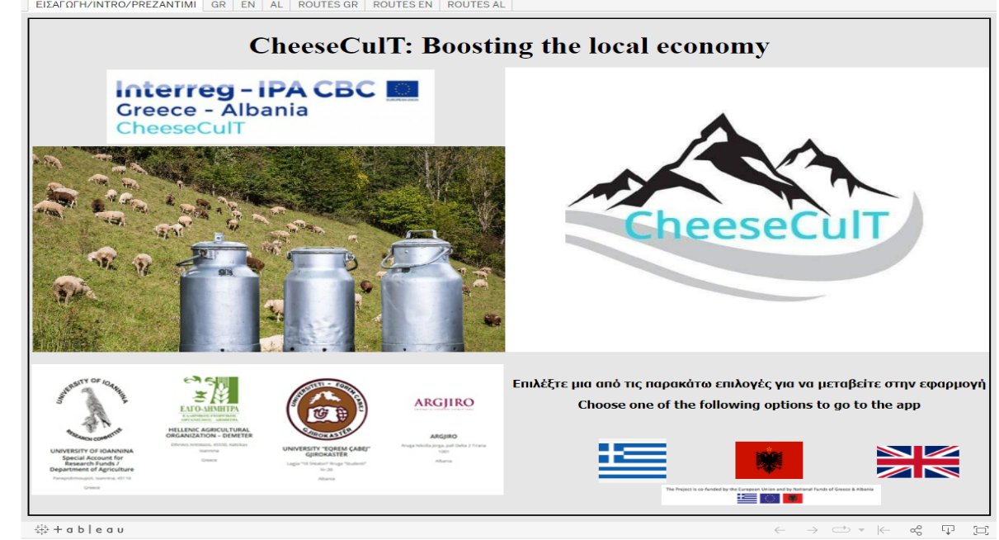 ΕΙΣΑΓΩΓΗ/INTRO/PREZANTIMI GR EN AL ROUTES GR ROUTES EN ROUTES AL
CheeseCulT: Boosting the local economy
Interreg - IPA CBC
EUROPEAN UNION
Greece - Albania
CheeseCulT
CheeseCulT
UNIVERSITY OF IOANNINA
RESEARCH COMMITTEE
UNIVERSITY OF IOANNINA
Special Account for
Research Funds /
Department of Agriculture
Greece
ΕΛΓΟ-ΔΗΜΗΤΡΑ
HELLENIC AGRICULTURAL
ORGANIZATION – DEMETER
Ioannina
Greece
UNIVERSITETI - EQREM ÇABEJ
GJIROKASTËR
UNIVERSITY "EQREM ÇABEJ"
GJIROKASTËR
Albania
ARGJIRO
ARGJIRO
1001
Albania
Επιλέξτε μια από τις παρακάτω επιλογές για να μεταβείτε στην εφαρμογή
Choose one of the following options to go to the app
The Project is co-funded by the European Union and by National Funds of Greece & Albania
+ a b l e a u